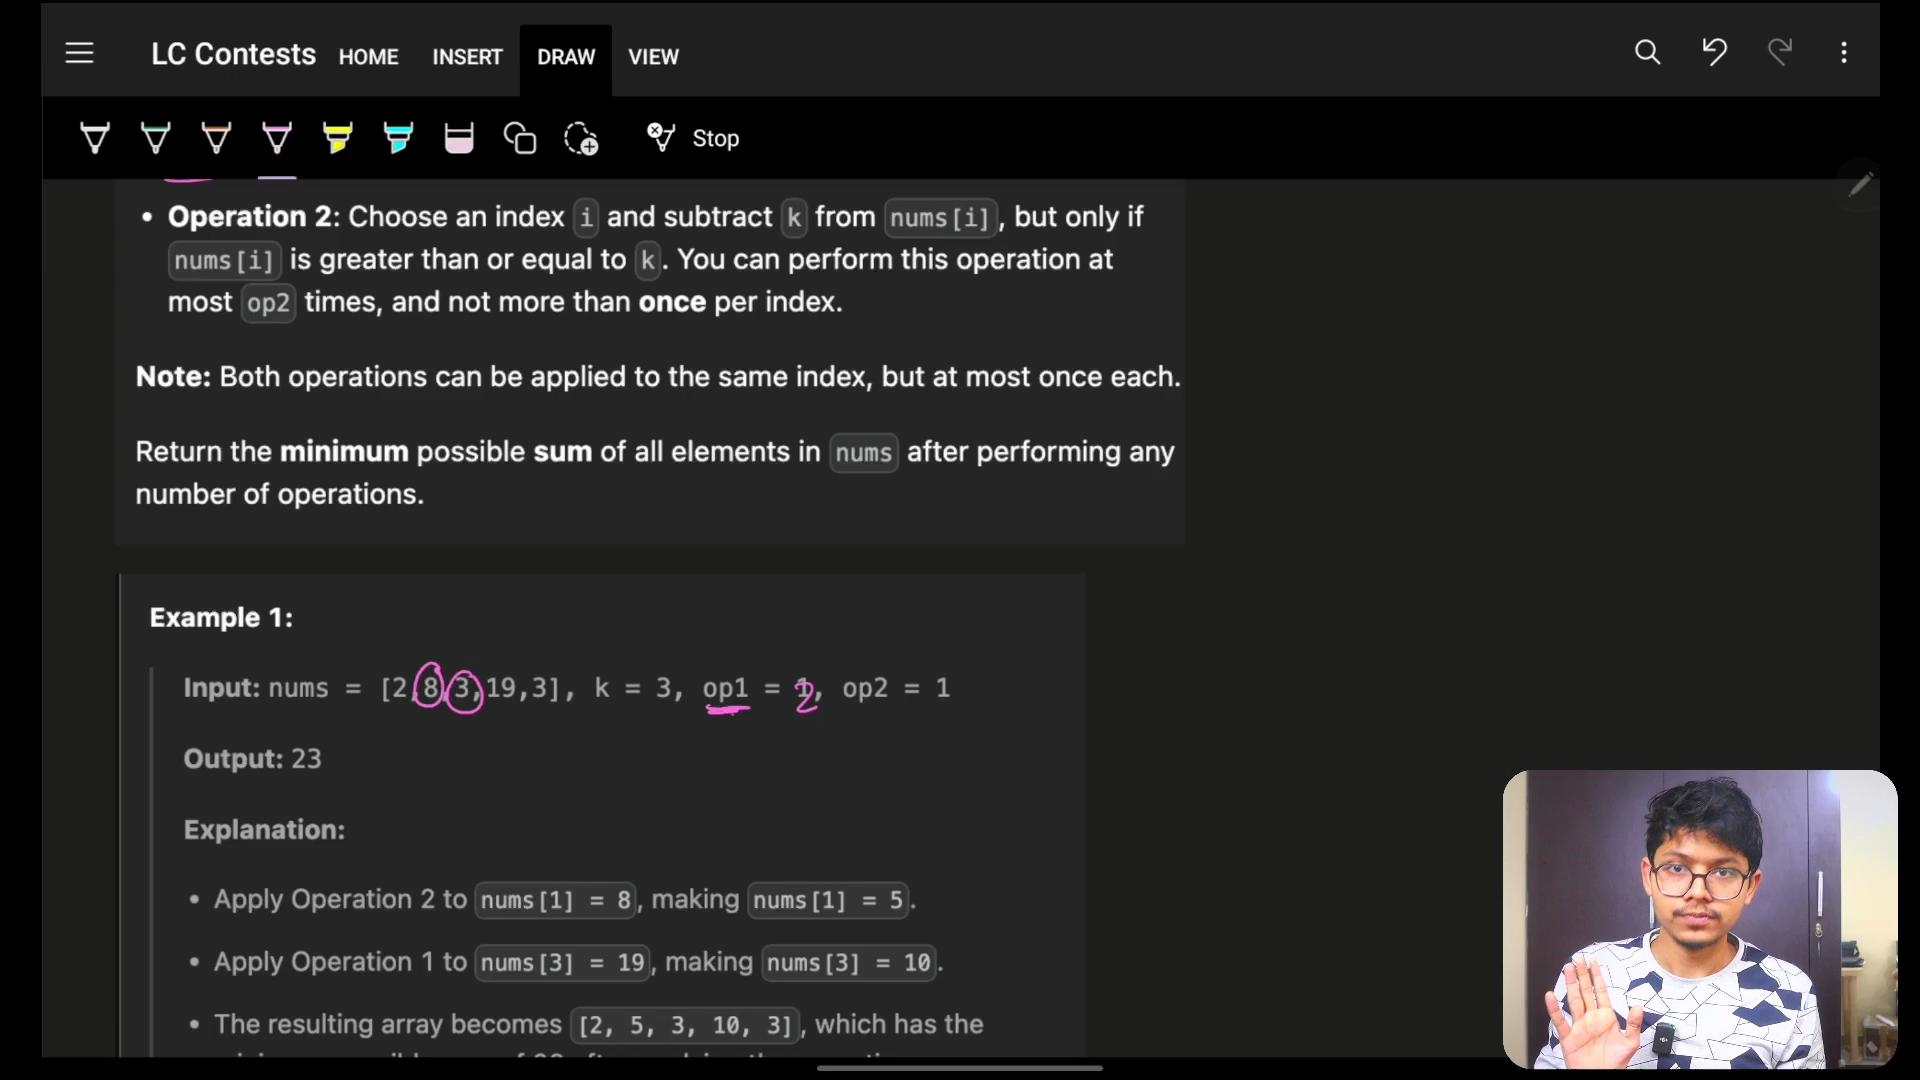 LC Contests HOME INSERT DRAW VIEW
Stop
• Operation 2: Choose an index i and subtract k from nums[i], but only if
nums[i] is greater than or equal to k. You can perform this operation at
most op2 times, and not more than once per index.
Note: Both operations can be applied to the same index, but at most once each.
Return the minimum possible sum of all elements in nums after performing any
number of operations.
Example 1:
Input: nums = [2,8,3,19,3], k = 3, op1 = 1, op2 = 1
2
Output: 23
Explanation:
• Apply Operation 2 to nums[1] = 8, making nums[1] = 5.
• Apply Operation 1 to nums[3] = 19, making nums[3] = 10.
• The resulting array becomes [2, 5, 3, 10, 3], which has the